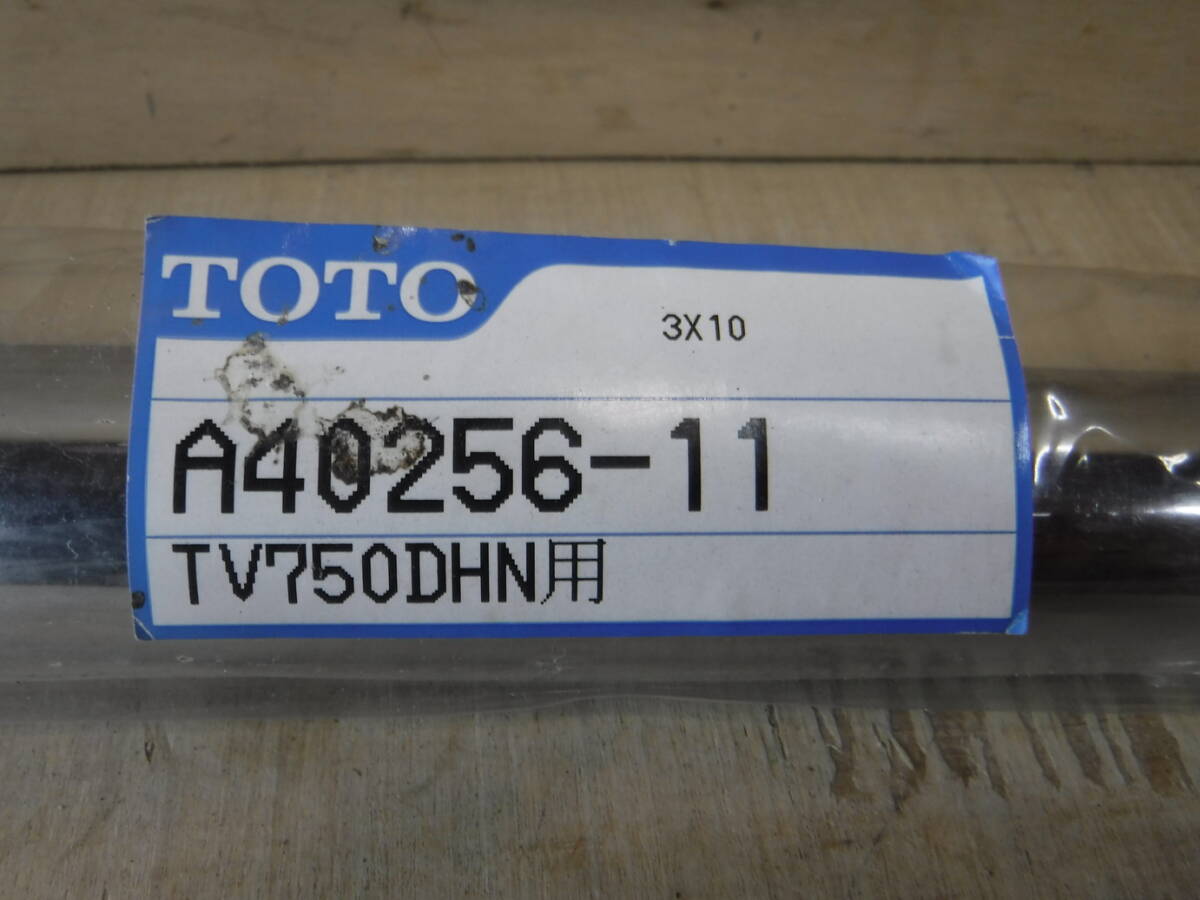 TOTO
3X10
A40256-11
TV750DHN用